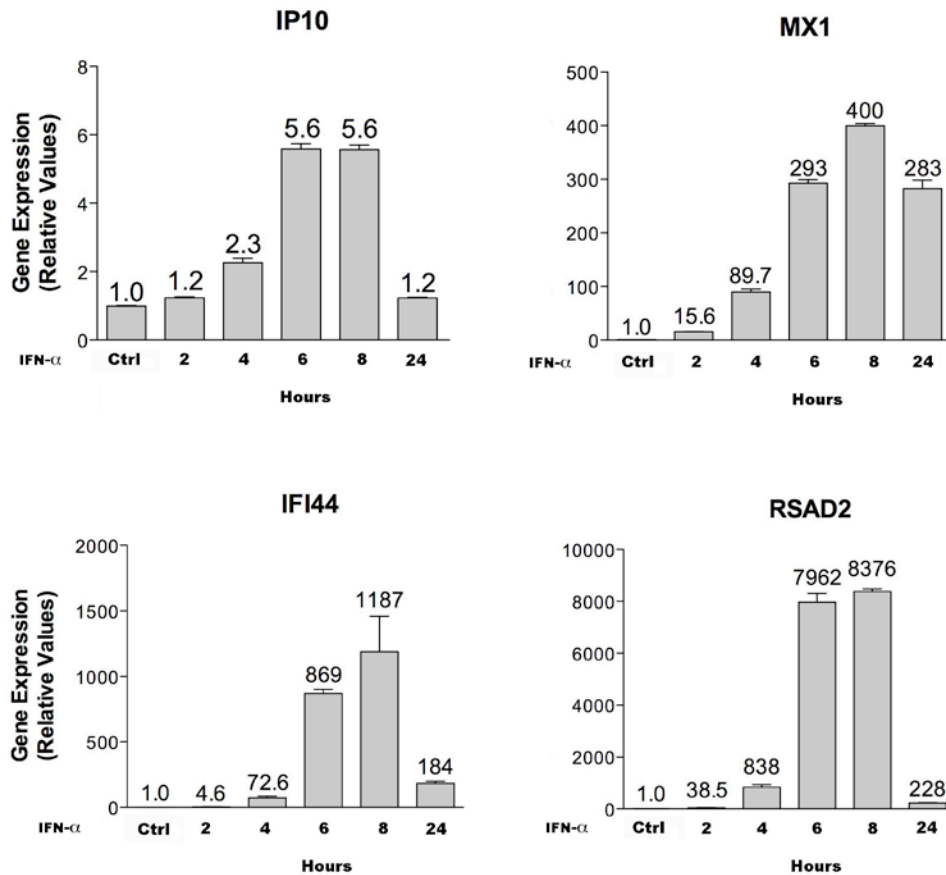 IP10
Gene Expression
(Relative Values)
8
6
4
2
0
1.0
1.2
2.3
5.6
5.6
1.2
IFN-α Ctrl 2 4 6 8 24
Hours
MX1
500
400
300
200
100
0
1.0
15.6
89.7
293
400
283
IFN-α Ctrl 2 4 6 8 24
Hours
IFI44
Gene Expression
(Relative Values)
2000
1500
1000
500
0
1.0
4.6
72.6
869
1187
184
IFN-α Ctrl 2 4 6 8 24
Hours
RSAD2
10000
8000
6000
4000
2000
0
1.0
38.5
838
7962
8376
228
IFN-α Ctrl 2 4 6 8 24
Hours